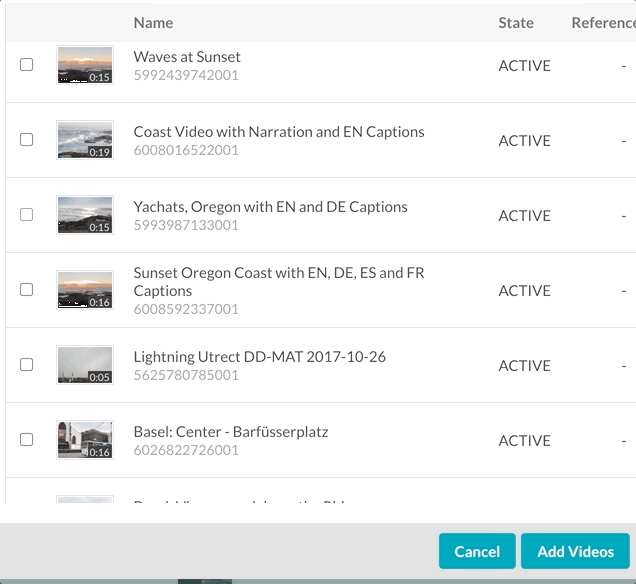 Name State Reference
Waves at Sunset
0:15 5992439742001 ACTIVE -
Coast Video with Narration and EN Captions
0:19 6008016522001 ACTIVE -
Yachats, Oregon with EN and DE Captions
0:15 5993987133001 ACTIVE -
Sunset Oregon Coast with EN, DE, ES and FR
Captions ACTIVE -
0:16 6008592337001
Lightning Utrect DD-MAT 2017-10-26
0:05 5625780785001 ACTIVE -
Basel: Center - Barfüsserplatz
0:16 6026822726001 ACTIVE -
Cancel Add Videos